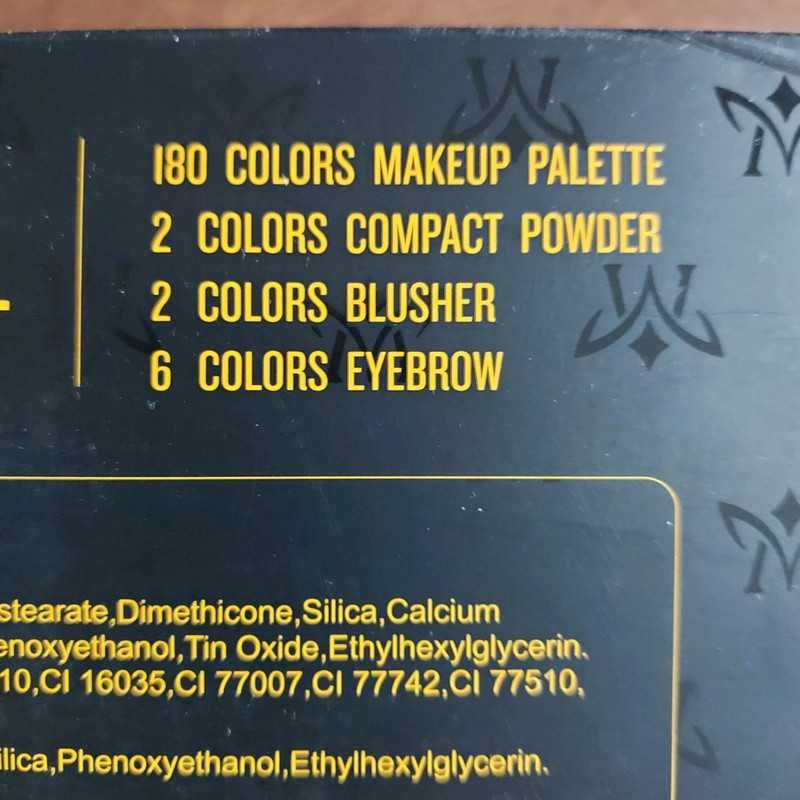 180 COLORS MAKEUP PALETTE
2 COLORS COMPACT POWDER
2 COLORS BLUSHER
6 COLORS EYEBROW
stearate,Dimethicone,Silica,Calcium
enoxyethanol,Tin Oxide,Ethylhexylglycerin.
10,CI 16035,CI 77007,CI 77742,CI 77510,
ilica,Phenoxyethanol,Ethylhexylglycerin.